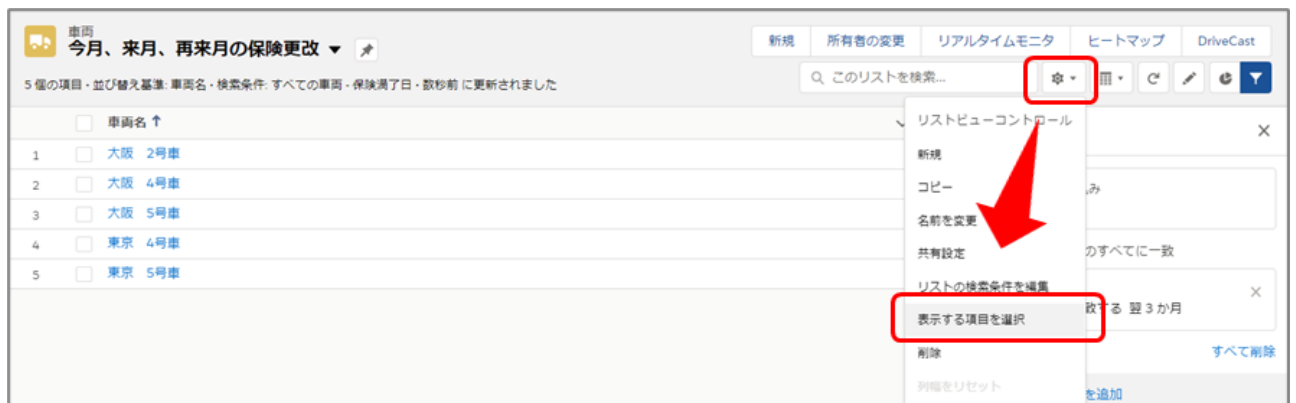 車両
今月、来月、再来月の保険更改
新規 所有者の変更 リアルタイムモニタ ヒートマップ DriveCast
5 個の項目・並び替え基準: 車両名・検索条件: すべての車両 - 保険満了日・数秒前 に更新されました
このリストを検索...
車両名 ↑
1 大阪 2号車
2 大阪 4号車
3 大阪 5号車
4 東京 4号車
5 東京 5号車
リストビューコントロール
新規
コピー
名前を変更
共有設定
リストの検索条件を編集
表示する項目を選択
削除
列幅をリセット
み
のすべてに一致
致する 翌 3 か月
すべて削除
を追加